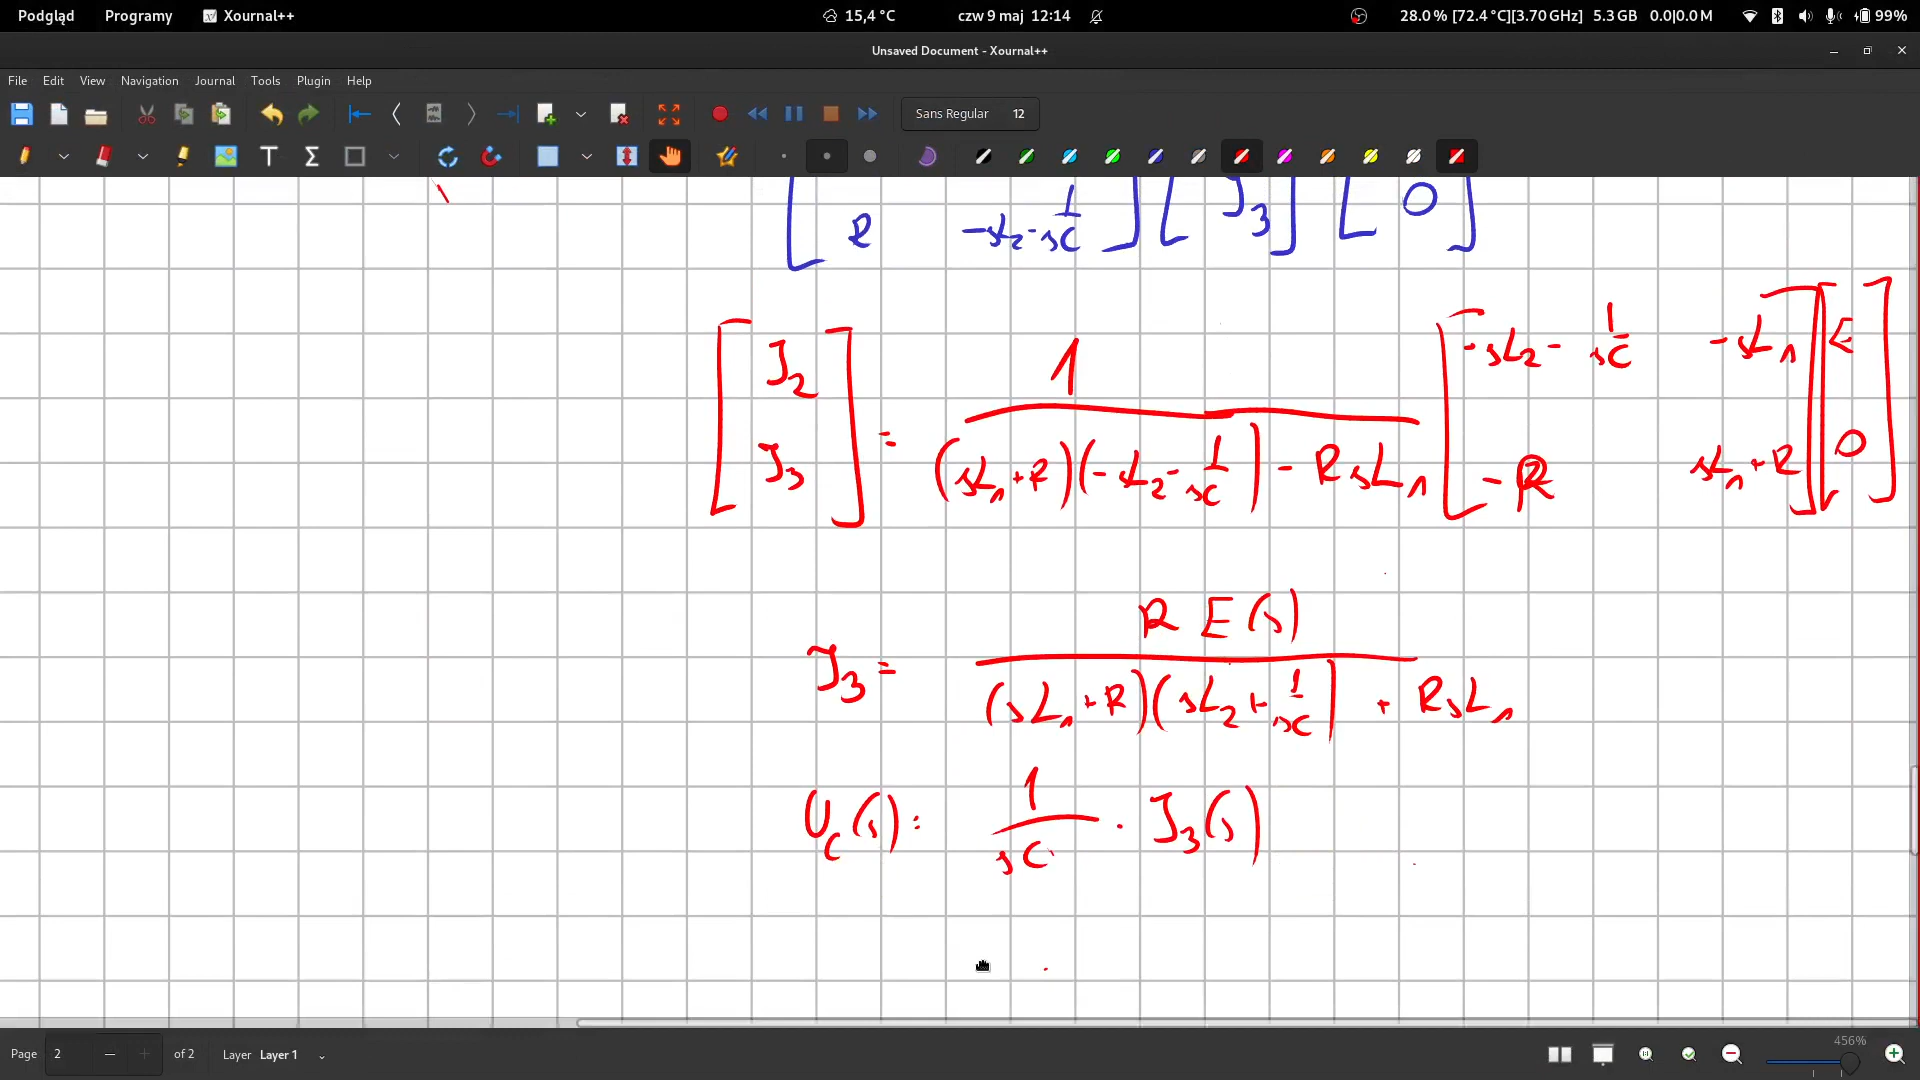 Podgląd Programy Xournal++ 15,4 °C czw 9 maj 12:14 28.0 % [72.4 °C][3.70 GHz] 5.3 GB 0.0|0.0 M 99%
Unsaved Document - Xournal++
File Edit View Navigation Journal Tools Plugin Help
Sans Regular 12
T Σ
[ R -sL₂-1/sC ] [ J₃ ] [ 0 ]
[ J₂ J₃ ] = 1/((sL₁+R)(-sL₂-1/sC)-RsL₁) [ -sL₂-1/sC -sL₁ -R sL₁+R ] [ E 0 ]
J₃ = R E(s)/((sL₁+R)(sL₂+1/sC)+RsL₁)
U_C(s) = 1/sC · J₃(s)
Page 2 of 2 Layer Layer 1 456%